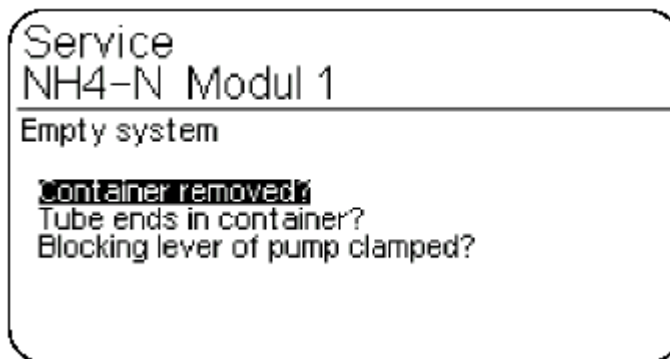 Service
NH4-N Modul 1
Empty system
Container removed?
Tube ends in container?
Blocking lever of pump clamped?